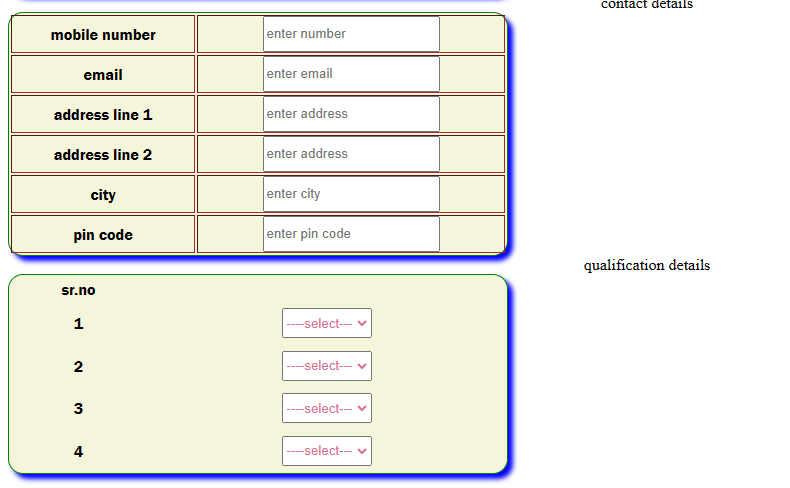 contact details
mobile number enter number
email enter email
address line 1 enter address
address line 2 enter address
city enter city
pin code enter pin code
qualification details
sr.no
1 ----select---
2 ----select---
3 ----select---
4 ----select---